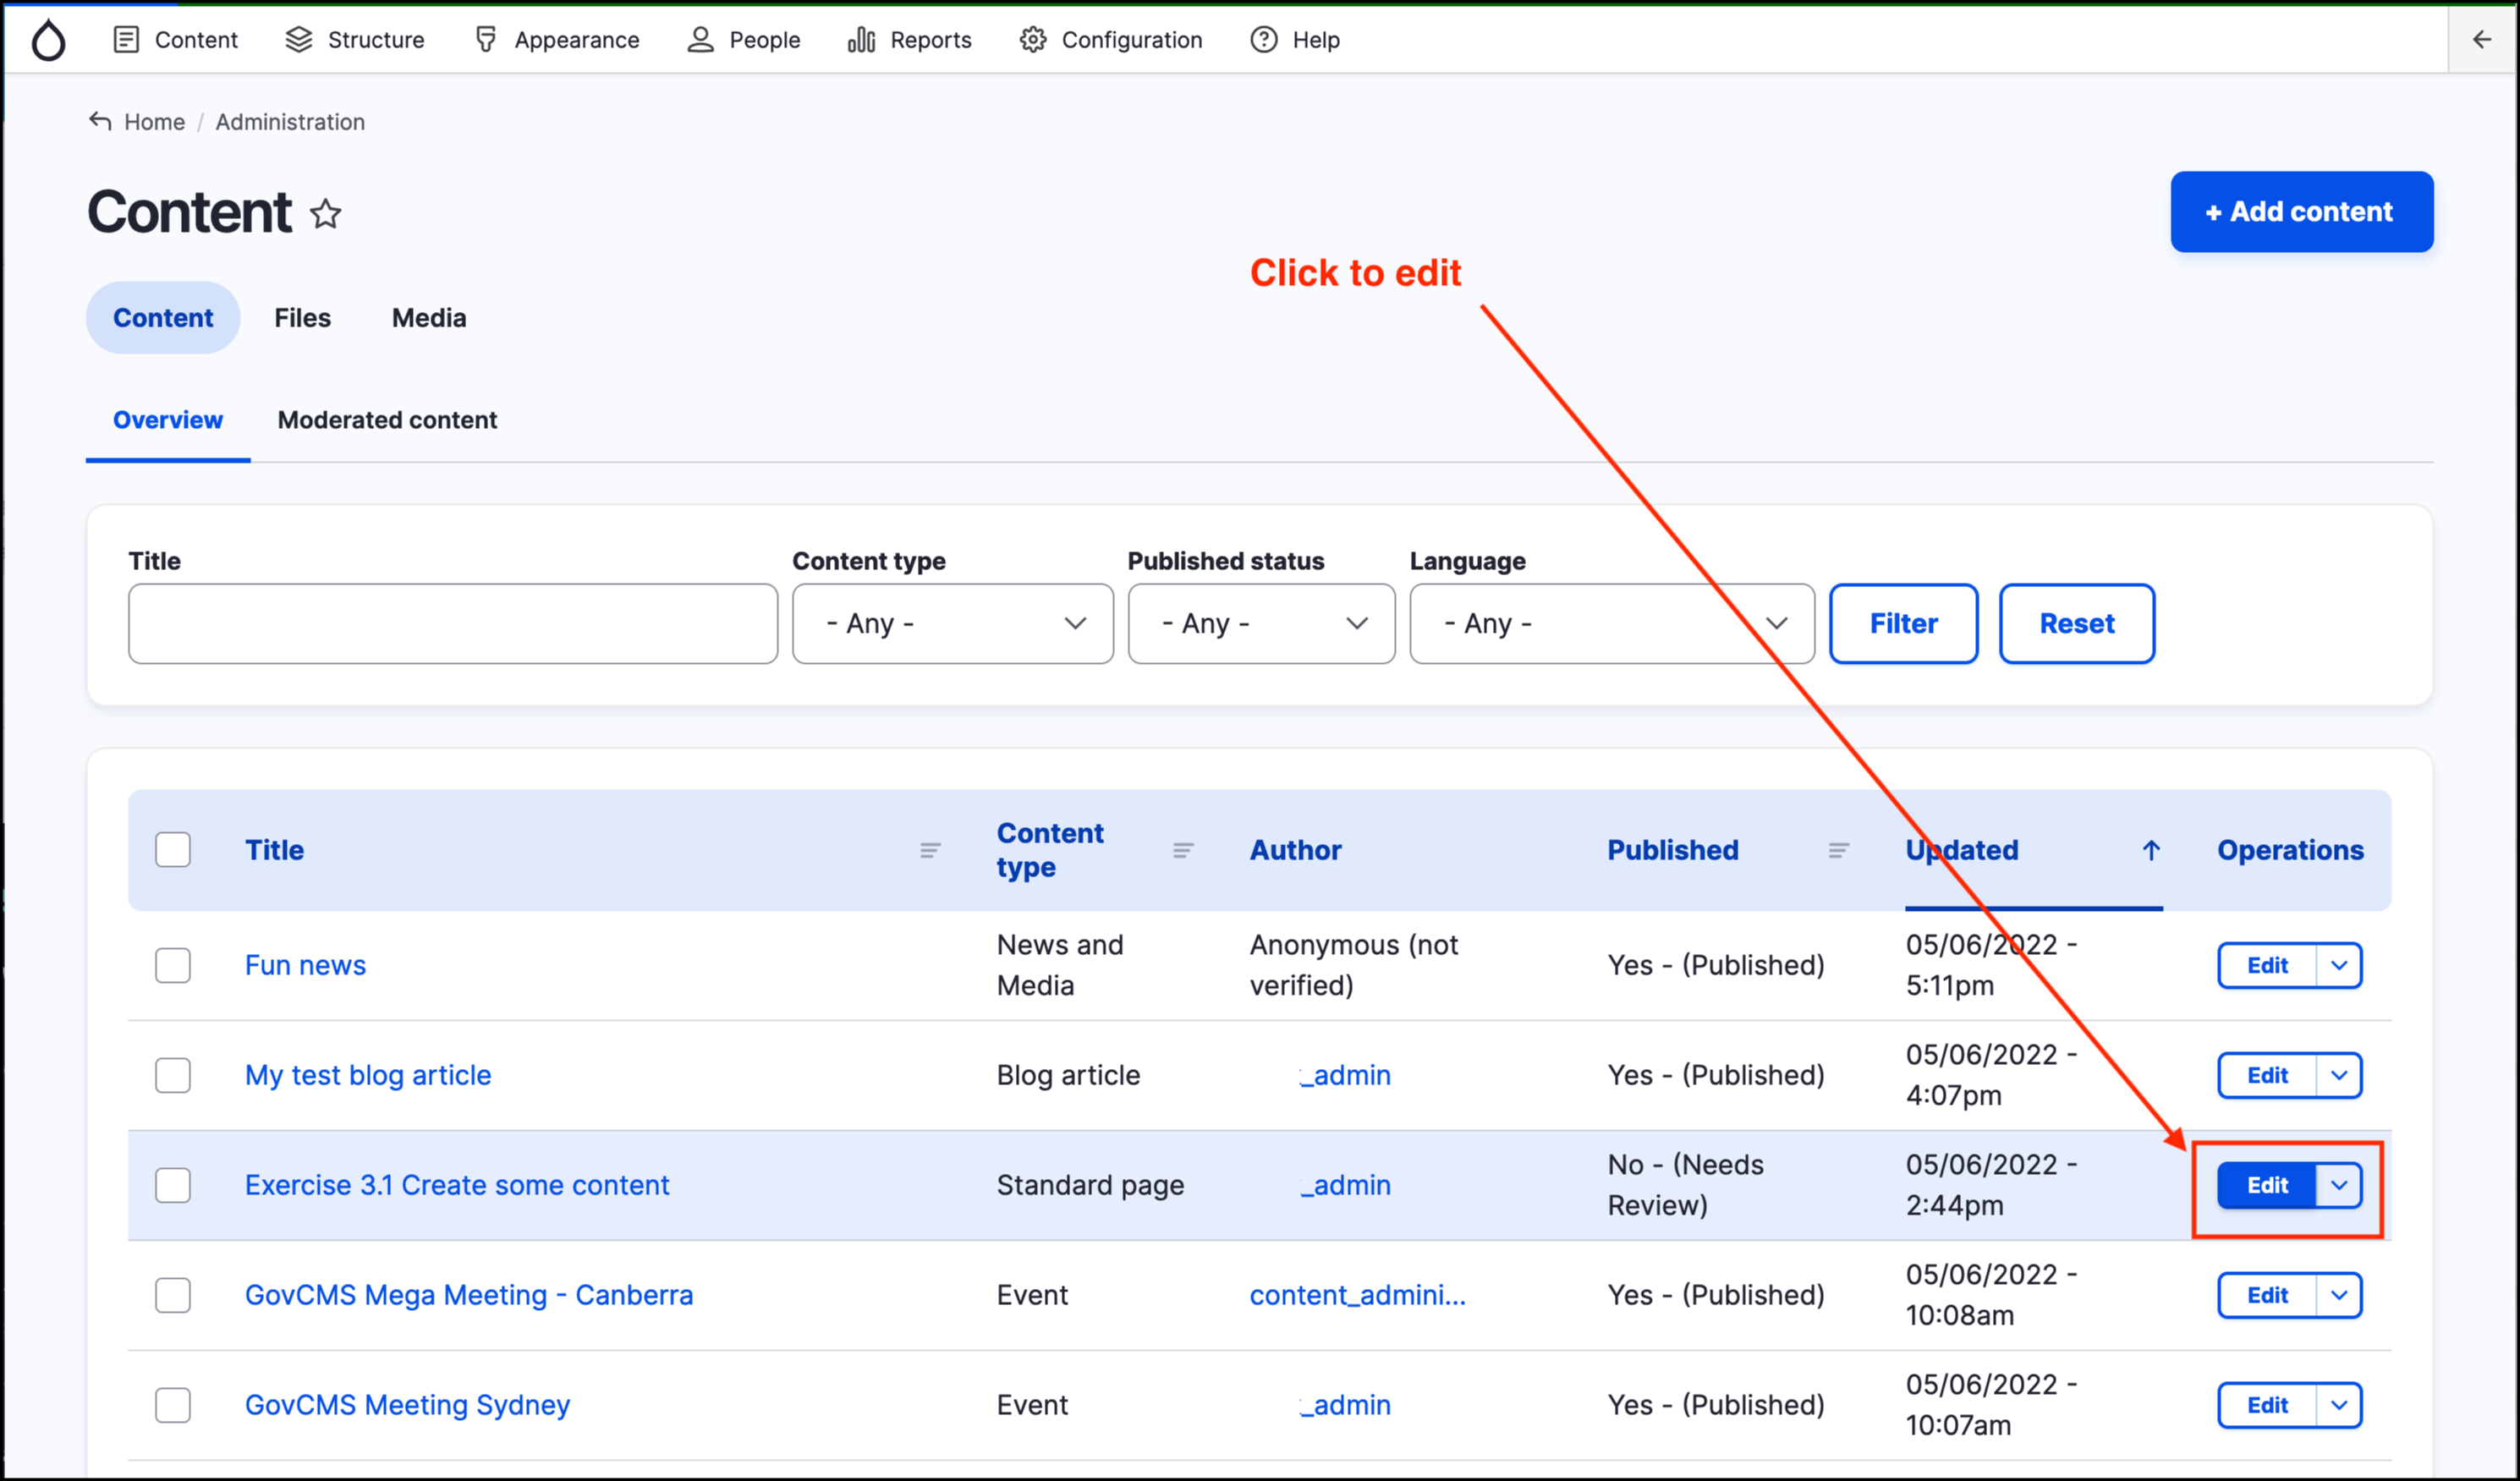 Content Structure Appearance People Reports Configuration Help
Home / Administration
Content
+ Add content
Click to edit
Content Files Media
Overview Moderated content
Title Content type Published status Language
- Any - - Any - - Any - Filter Reset
Title Content type Author Published Updated Operations
Fun news News and Media Anonymous (not verified) Yes - (Published) 05/06/2022 - 5:11pm Edit
My test blog article Blog article _admin Yes - (Published) 05/06/2022 - 4:07pm Edit
Exercise 3.1 Create some content Standard page _admin No - (Needs Review) 05/06/2022 - 2:44pm Edit
GovCMS Mega Meeting - Canberra Event content_admini... Yes - (Published) 05/06/2022 - 10:08am Edit
GovCMS Meeting Sydney Event _admin Yes - (Published) 05/06/2022 - 10:07am Edit